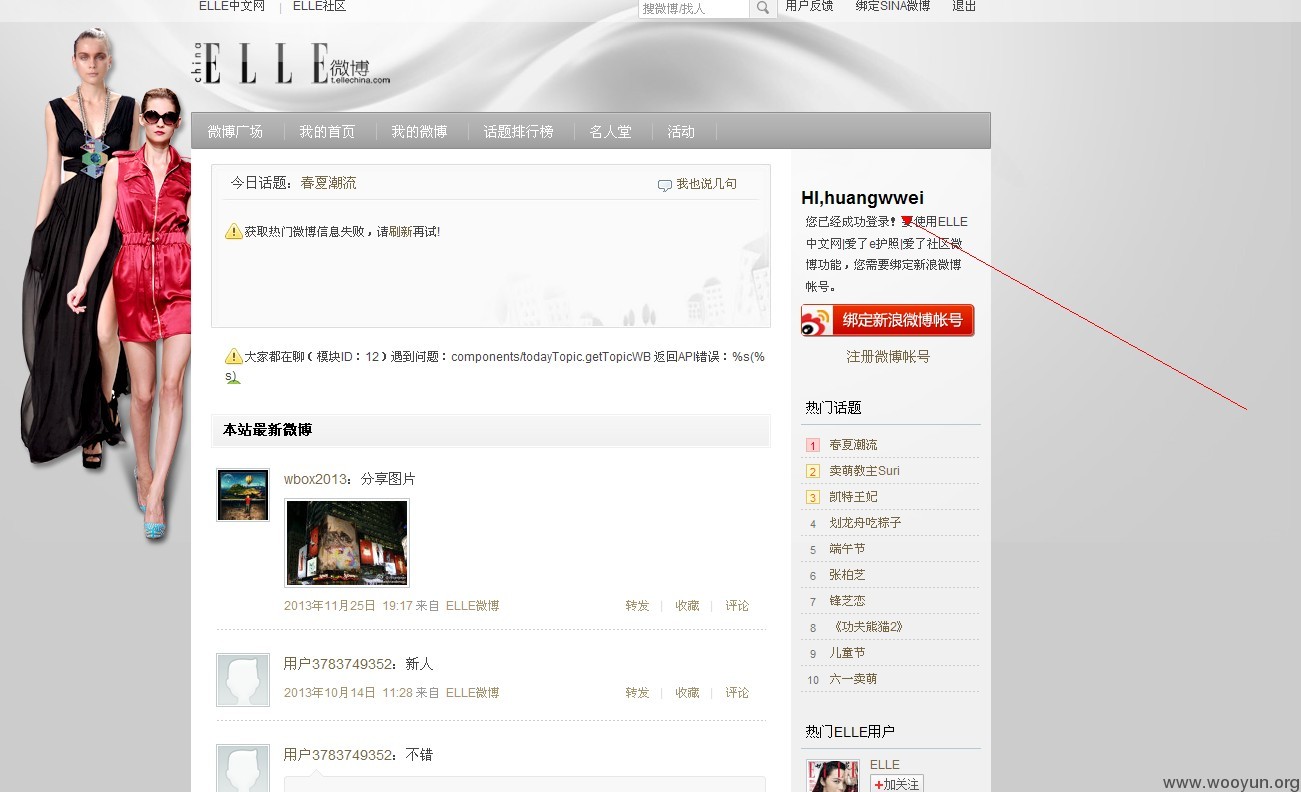 ELLE中文网 | ELLE社区
搜微博/找人
用户反馈 绑定SINA微博 退出
china ELLE微博
t.ellechina.com
微博广场 我的首页 我的微博 话题排行榜 名人堂 活动
今日话题：春夏潮流
我也说几句
获取热门微博信息失败，请刷新再试!
大家都在聊（模块ID：12）遇到问题：components/todayTopic.getTopicWB 返回API错误：%s(%
s)
本站最新微博
wbox2013：分享图片
2013年11月25日 19:17 来自 ELLE微博
转发 | 收藏 | 评论
用户3783749352：新人
2013年10月14日 11:28 来自 ELLE微博
转发 | 收藏 | 评论
用户3783749352：不错
HI,huangwwei
您已经成功登录！要使用ELLE
中文网|爱了e护照|爱了社区微
博功能，您需要绑定新浪微博
帐号。
绑定新浪微博帐号
注册微博帐号
热门话题
1 春夏潮流
2 卖萌教主Suri
3 凯特王妃
4 划龙舟吃粽子
5 端午节
6 张柏芝
7 锋芝恋
8 《功夫熊猫2》
9 儿童节
10 六一卖萌
热门ELLE用户
ELLE
+加关注
www.wooyun.org